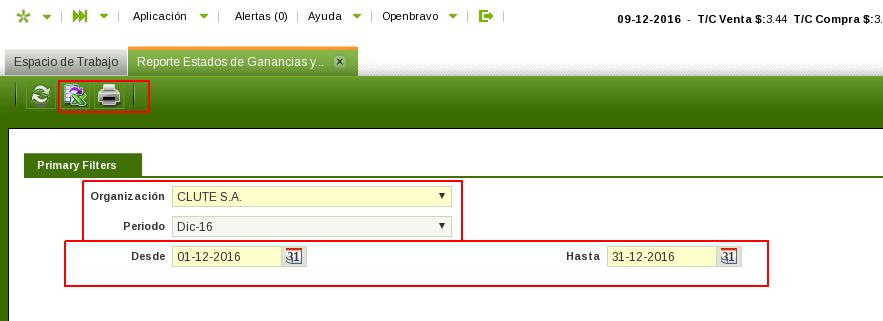 Aplicación Alertas (0) Ayuda Openbravo 09-12-2016 - T/C Venta $:3.44 T/C Compra $:3.
Espacio de Trabajo Reporte Estados de Ganancias y... x
Primary Filters
Organización CLUTE S.A.
Periodo Dic-16
Desde 01-12-2016 31 Hasta 31-12-2016 31